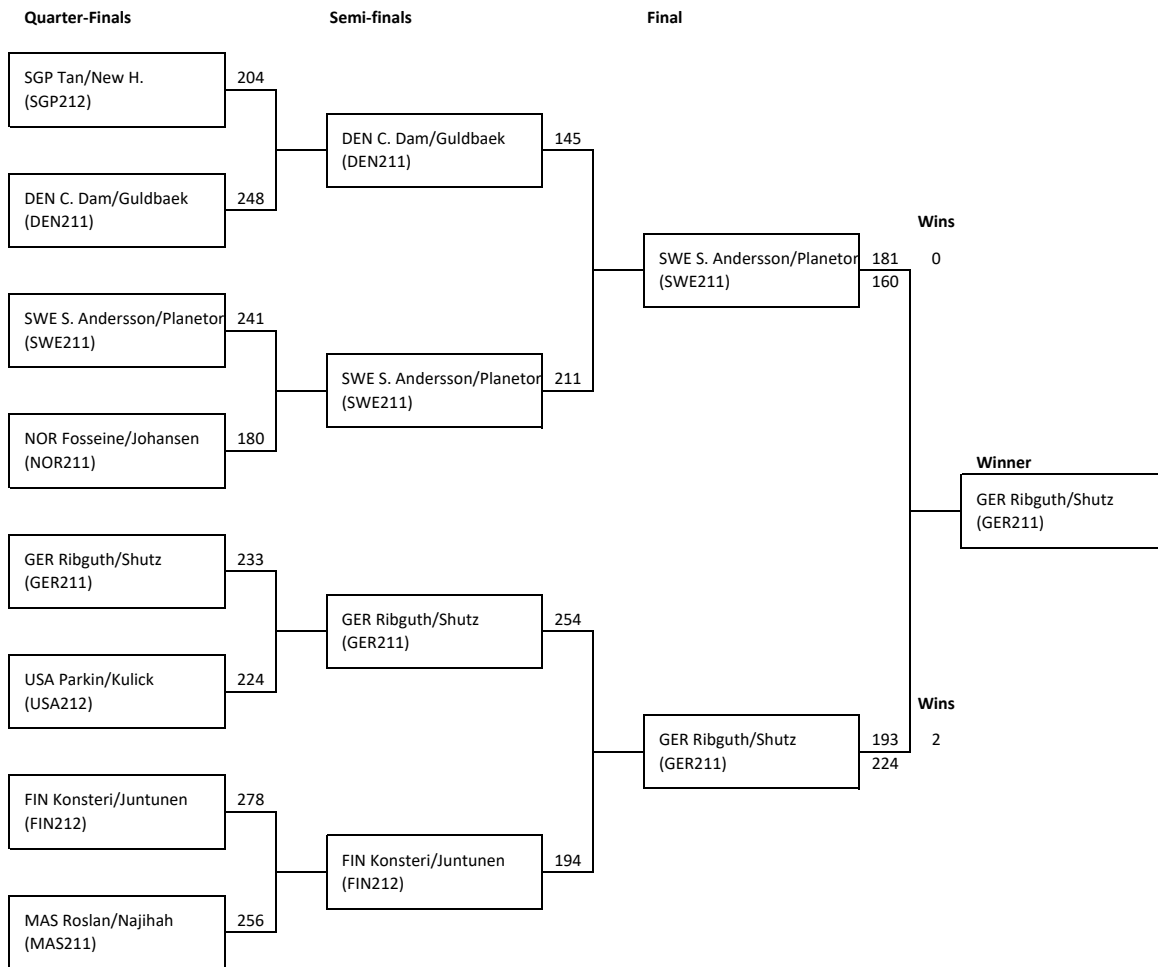 Quarter-Finals
Semi-finals
Final
SGP Tan/New H.
(SGP212)
204
DEN C. Dam/Guldbaek
(DEN211)
248
SWE S. Andersson/Planetor
(SWE211)
241
NOR Fosseine/Johansen
(NOR211)
180
GER Ribguth/Shutz
(GER211)
233
USA Parkin/Kulick
(USA212)
224
FIN Konsteri/Juntunen
(FIN212)
278
MAS Roslan/Najihah
(MAS211)
256
DEN C. Dam/Guldbaek
(DEN211)
145
SWE S. Andersson/Planetor
(SWE211)
211
GER Ribguth/Shutz
(GER211)
254
FIN Konsteri/Juntunen
(FIN212)
194
Wins
SWE S. Andersson/Planetor
(SWE211)
181
160
0
Wins
GER Ribguth/Shutz
(GER211)
193
224
2
Winner
GER Ribguth/Shutz
(GER211)